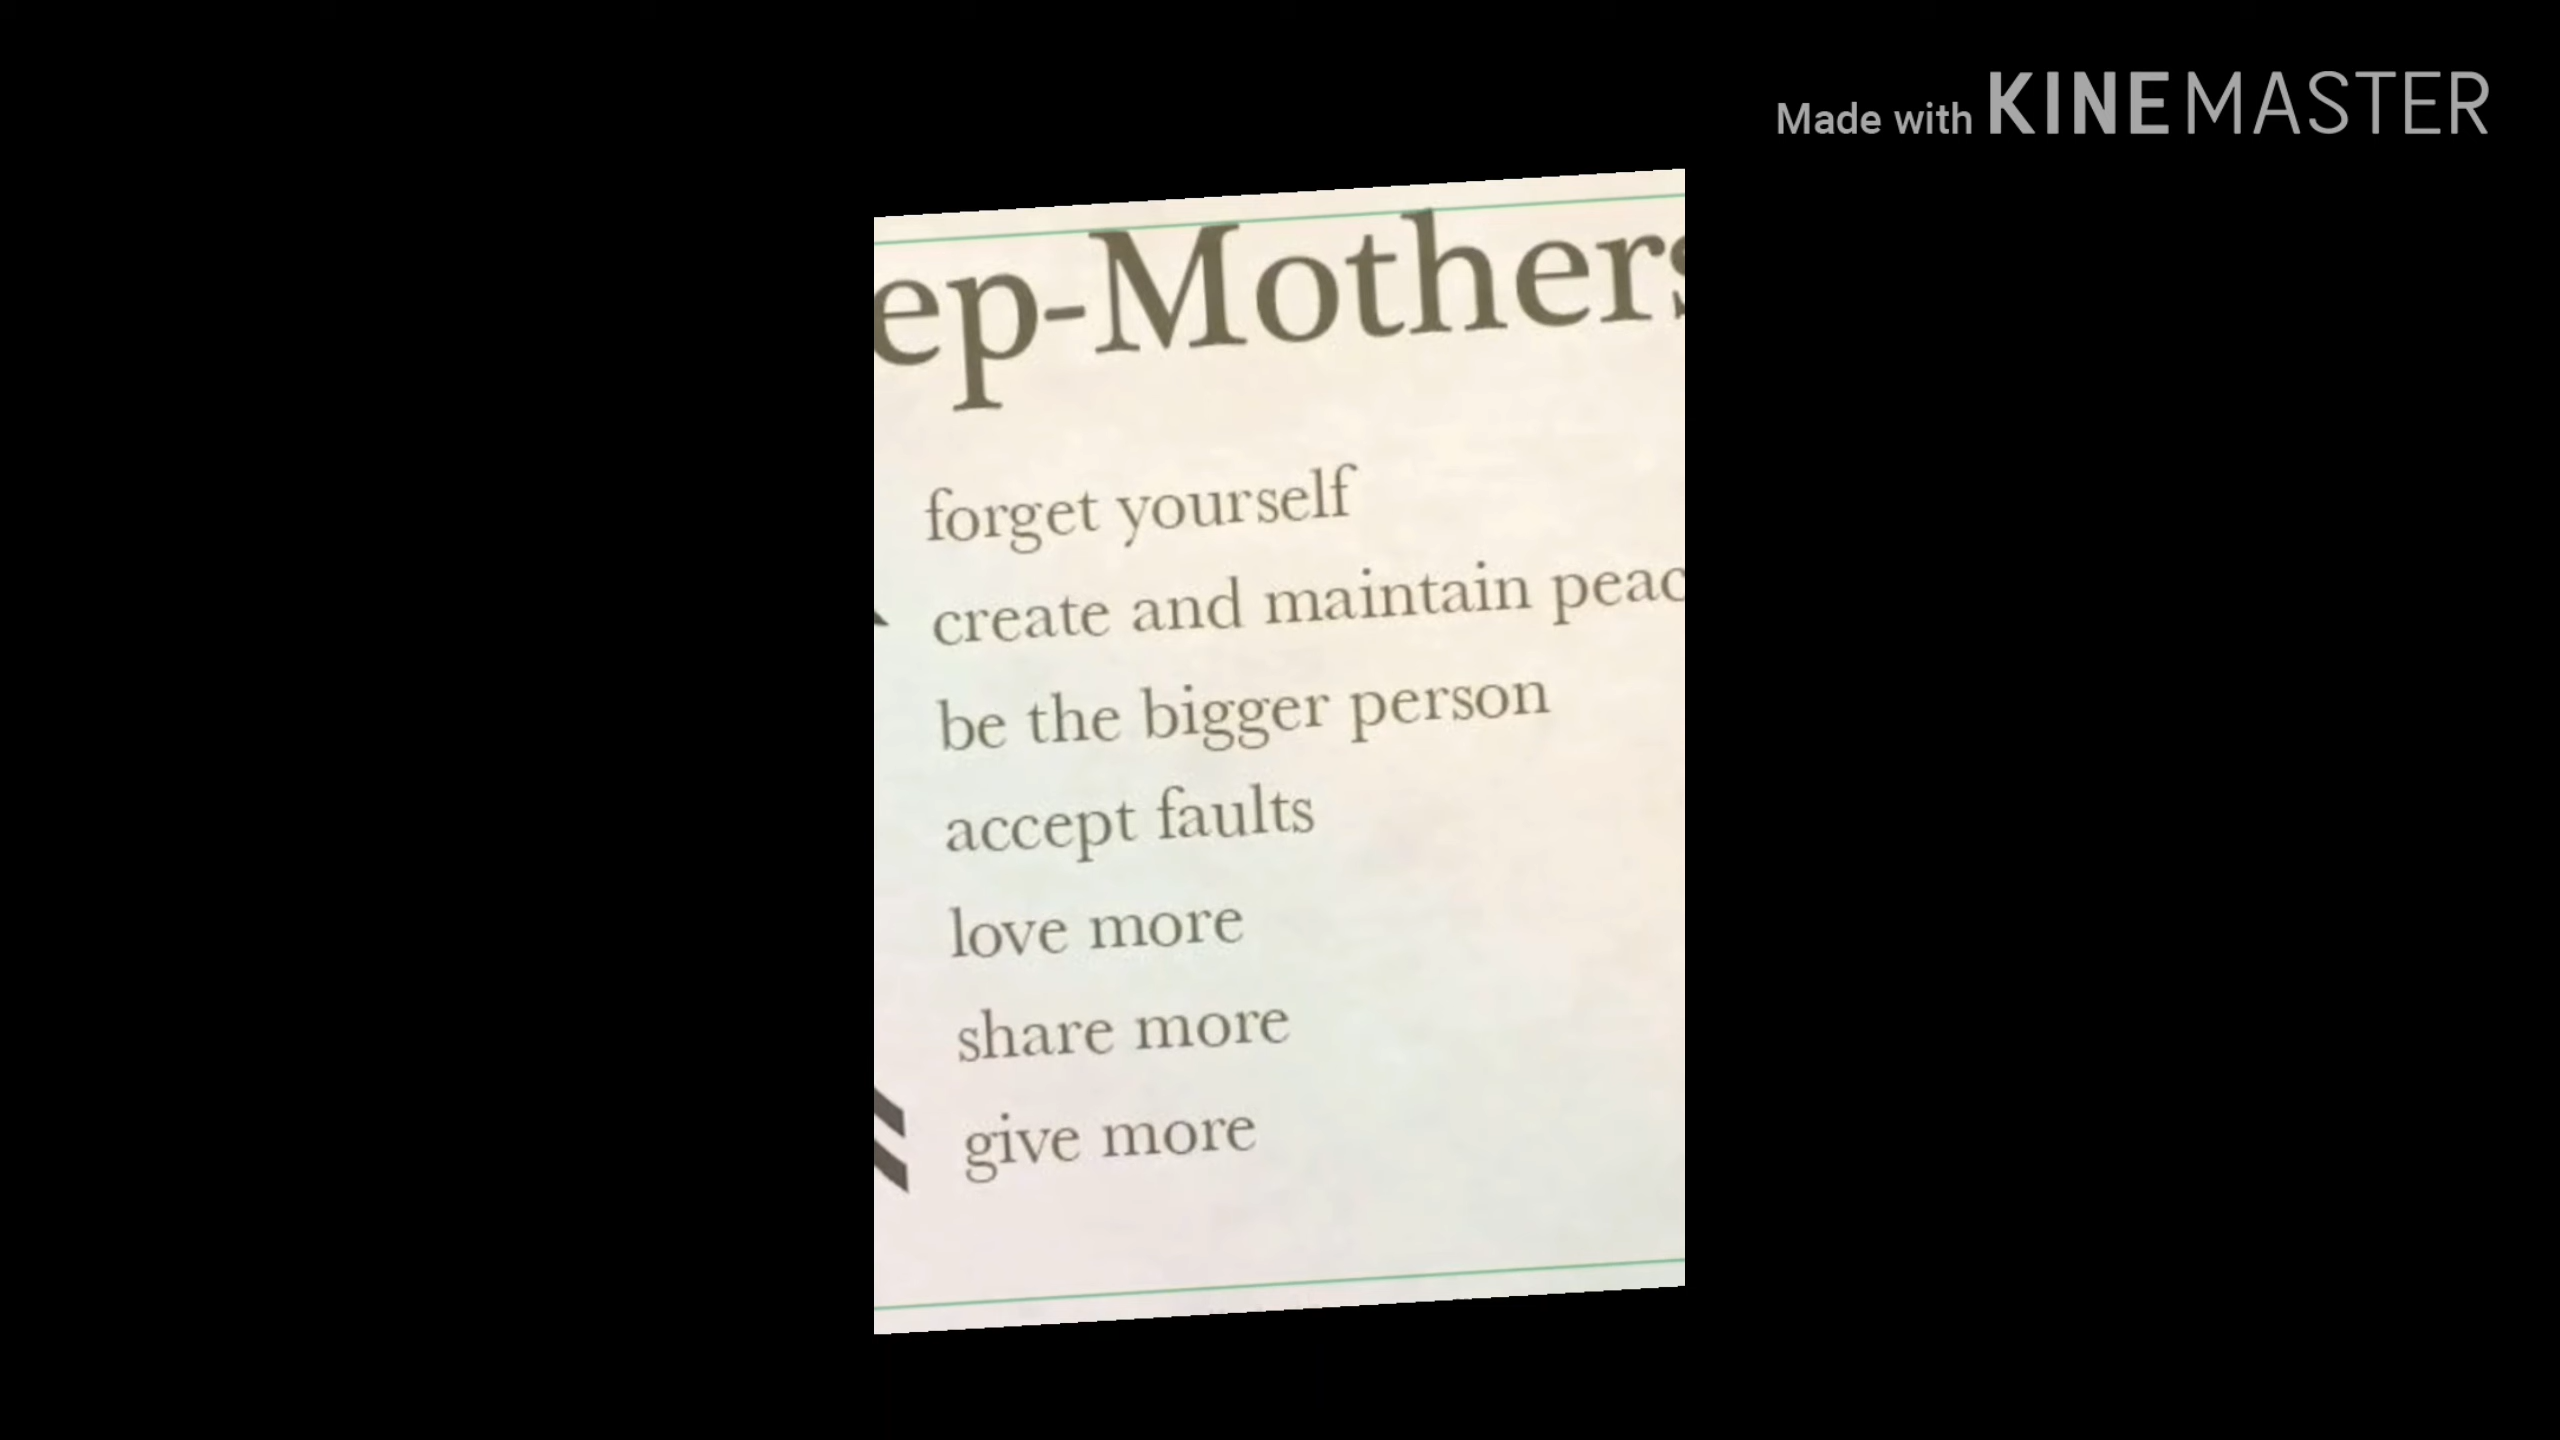 Made with KINEMASTER
ep-Mothers
forget yourself
create and maintain peac
be the bigger person
accept faults
love more
share more
give more